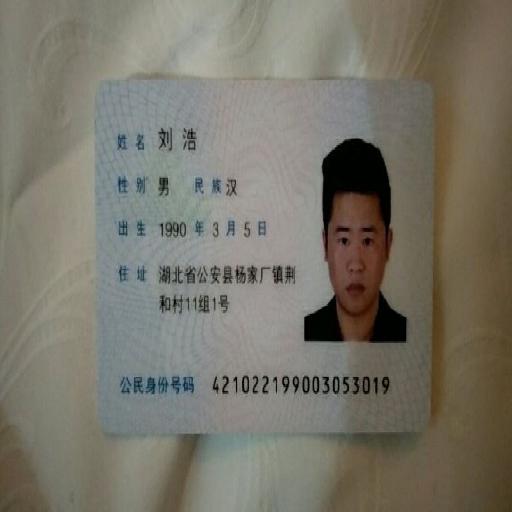 姓名 刘浩
性别 男 民族 汉
出生 1990 年 3 月 5 日
住址 湖北省公安县杨家厂镇荆
和村11组1号
公民身份号码 421022199003053019